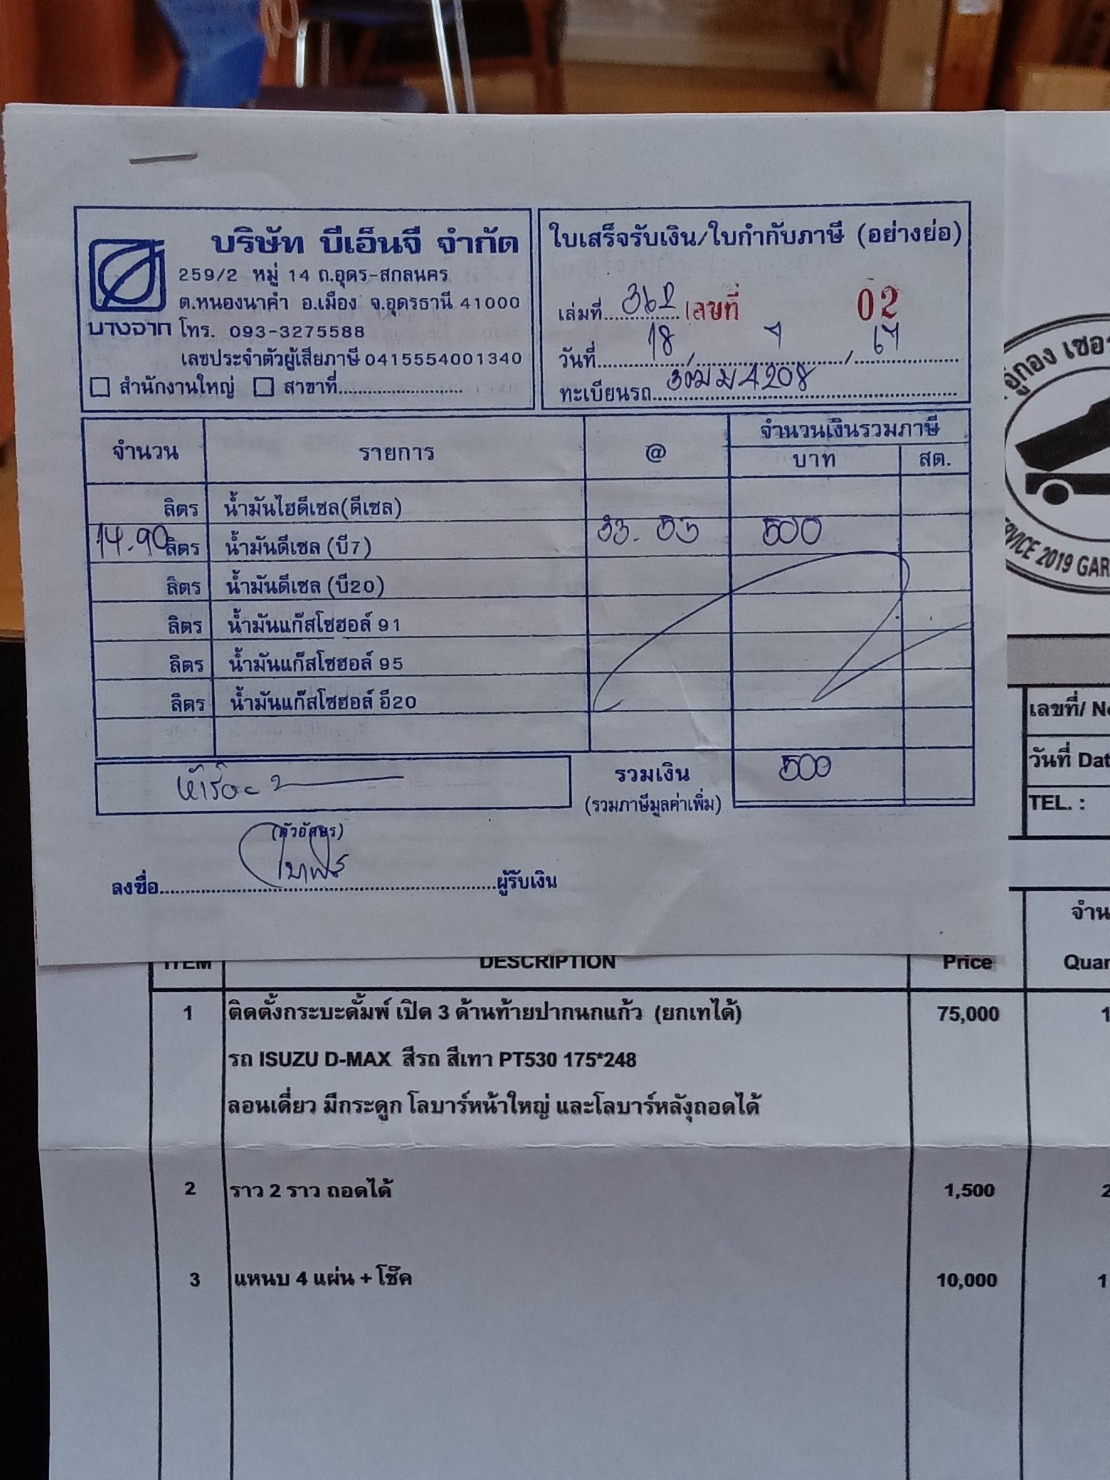 บริษัท บีเอ็นจี จำกัด
259/2 หมู่ 14 ถ.อุดร-สกลนคร
ต.หนองนาคำ อ.เมือง จ.อุดรธานี 41000
บางจาก โทร. 093-3275588
เลขประจำตัวผู้เสียภาษี 0415554001340
สำนักงานใหญ่ สาขาที่
ใบเสร็จรับเงิน/ใบกำกับภาษี (อย่างย่อ)
เล่มที่ 362 เลขที่ 02
วันที่ 18 / 7 / 67
ทะเบียนรถ 4208
จำนวน รายการ @ จำนวนเงินรวมภาษี
บาท สต.
ลิตร น้ำมันไฮดีเซล(ดีเซล)
14.90 ลิตร น้ำมันดีเซล (บี7) 33.55 500
ลิตร น้ำมันดีเซล (บี20)
ลิตร น้ำมันแก๊สโซฮอล์ 91
ลิตร น้ำมันแก๊สโซฮอล์ 95
ลิตร น้ำมันแก๊สโซฮอล์ อี20
ห้าร้อย รวมเงิน 500
(รวมภาษีมูลค่าเพิ่ม)
(ตัวอักษร)
ลงชื่อ ผู้รับเงิน
อู่กอง เซอร
VICE 2019 GAR
เลขที่/ No
วันที่ Dat
TEL. :
จำน
ITEM DESCRIPTION Price Quan
1 ติดตั้งกระบะดั้มพ์ เปิด 3 ด้านท้ายปากนกแก้ว (ยกเทได้) 75,000 1
รถ ISUZU D-MAX สีรถ สีเทา PT530 175*248
ลอนเดี่ยว มีกระดูก โลบาร์หน้าใหญ่ และโลบาร์หลังถอดได้
2 ราว 2 ราว ถอดได้ 1,500 2
3 แหนบ 4 แผ่น + โช๊ค 10,000 1